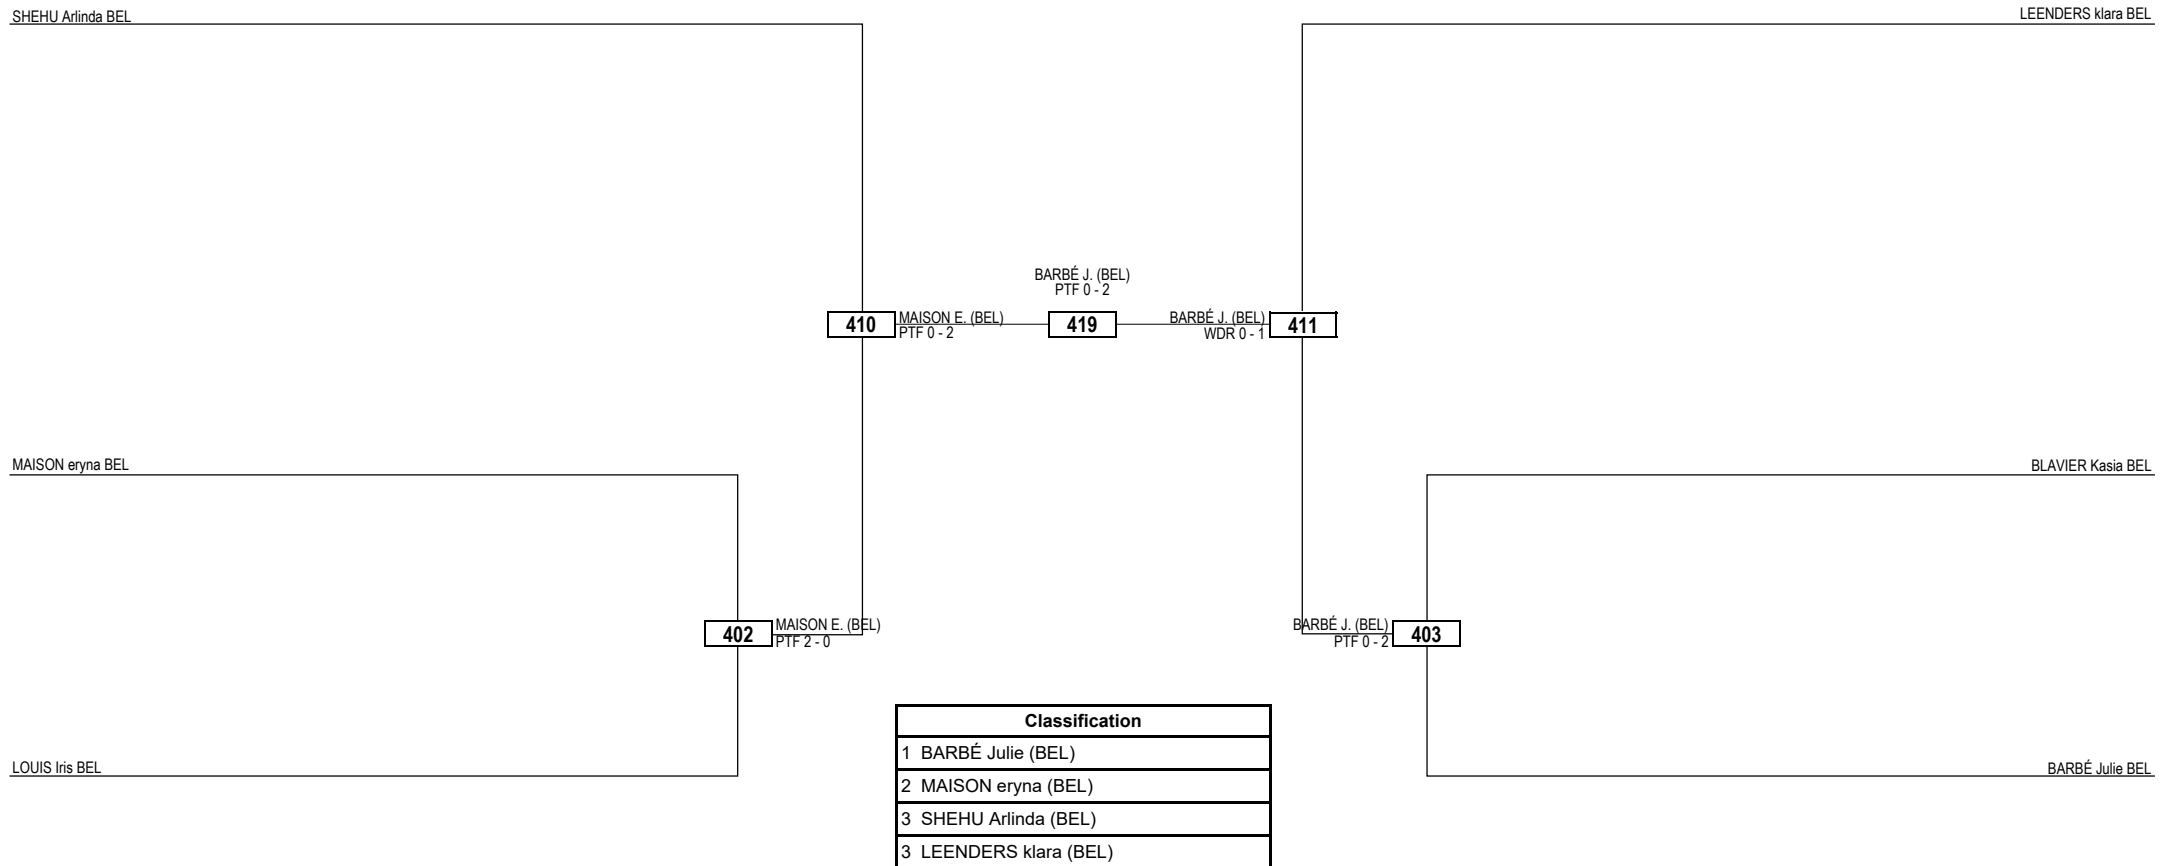 SHEHU Arlinda BEL
LEENDERS klara BEL
BARBÉ J. (BEL)
PTF 0 - 2
410
MAISON E. (BEL)
PTF 0 - 2
419
BARBÉ J. (BEL)
WDR 0 - 1
411
MAISON eryna BEL
BLAVIER Kasia BEL
402
MAISON E. (BEL)
PTF 2 - 0
BARBÉ J. (BEL)
PTF 0 - 2
403
LOUIS Iris BEL
BARBÉ Julie BEL
Classification
1 BARBÉ Julie (BEL)
2 MAISON eryna (BEL)
3 SHEHU Arlinda (BEL)
3 LEENDERS klara (BEL)